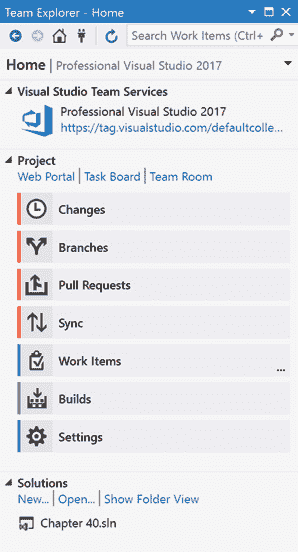 Team Explorer - Home
Search Work Items (Ctrl+
Home | Professional Visual Studio 2017
Visual Studio Team Services
Professional Visual Studio 2017
https://tag.visualstudio.com/defaultcolle...
Project
Web Portal | Task Board | Team Room
Changes
Branches
Pull Requests
Sync
Work Items
...
Builds
Settings
Solutions
New... | Open... | Show Folder View
Chapter 40.sln